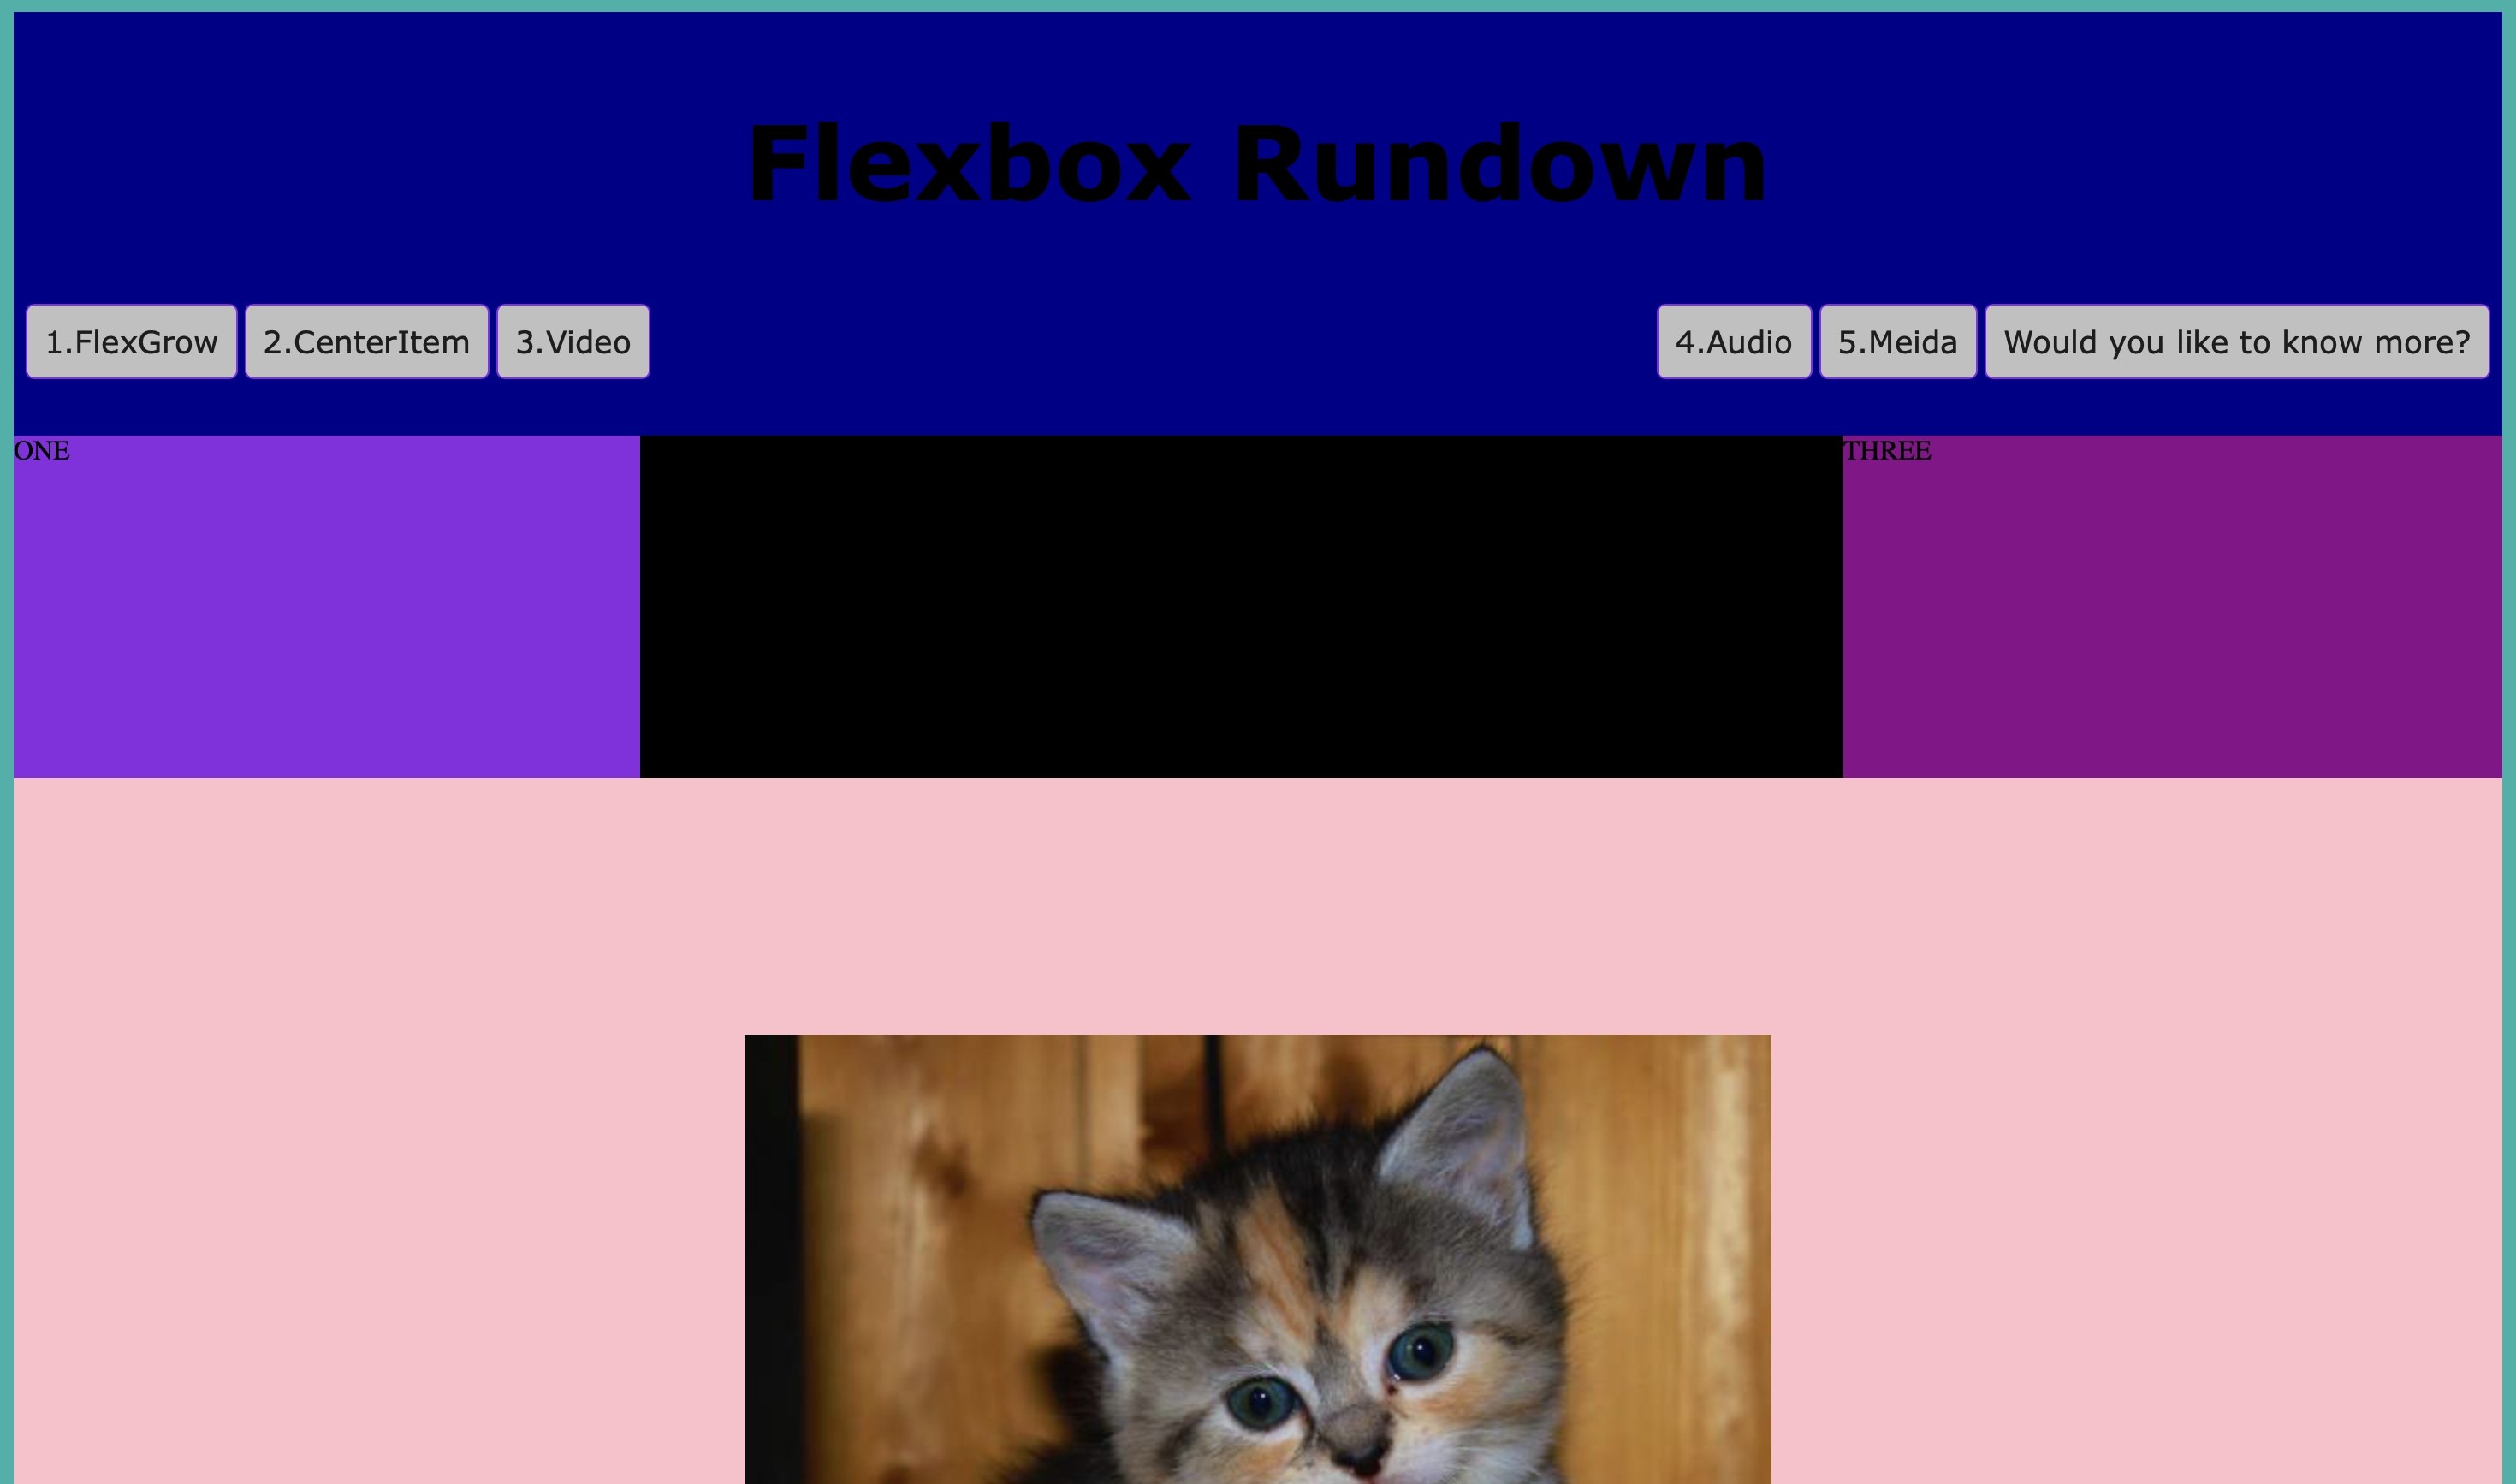 Flexbox Rundown
1.FlexGrow 2.CenterItem 3.Video 4.Audio 5.Meida Would you like to know more?
ONE THREE